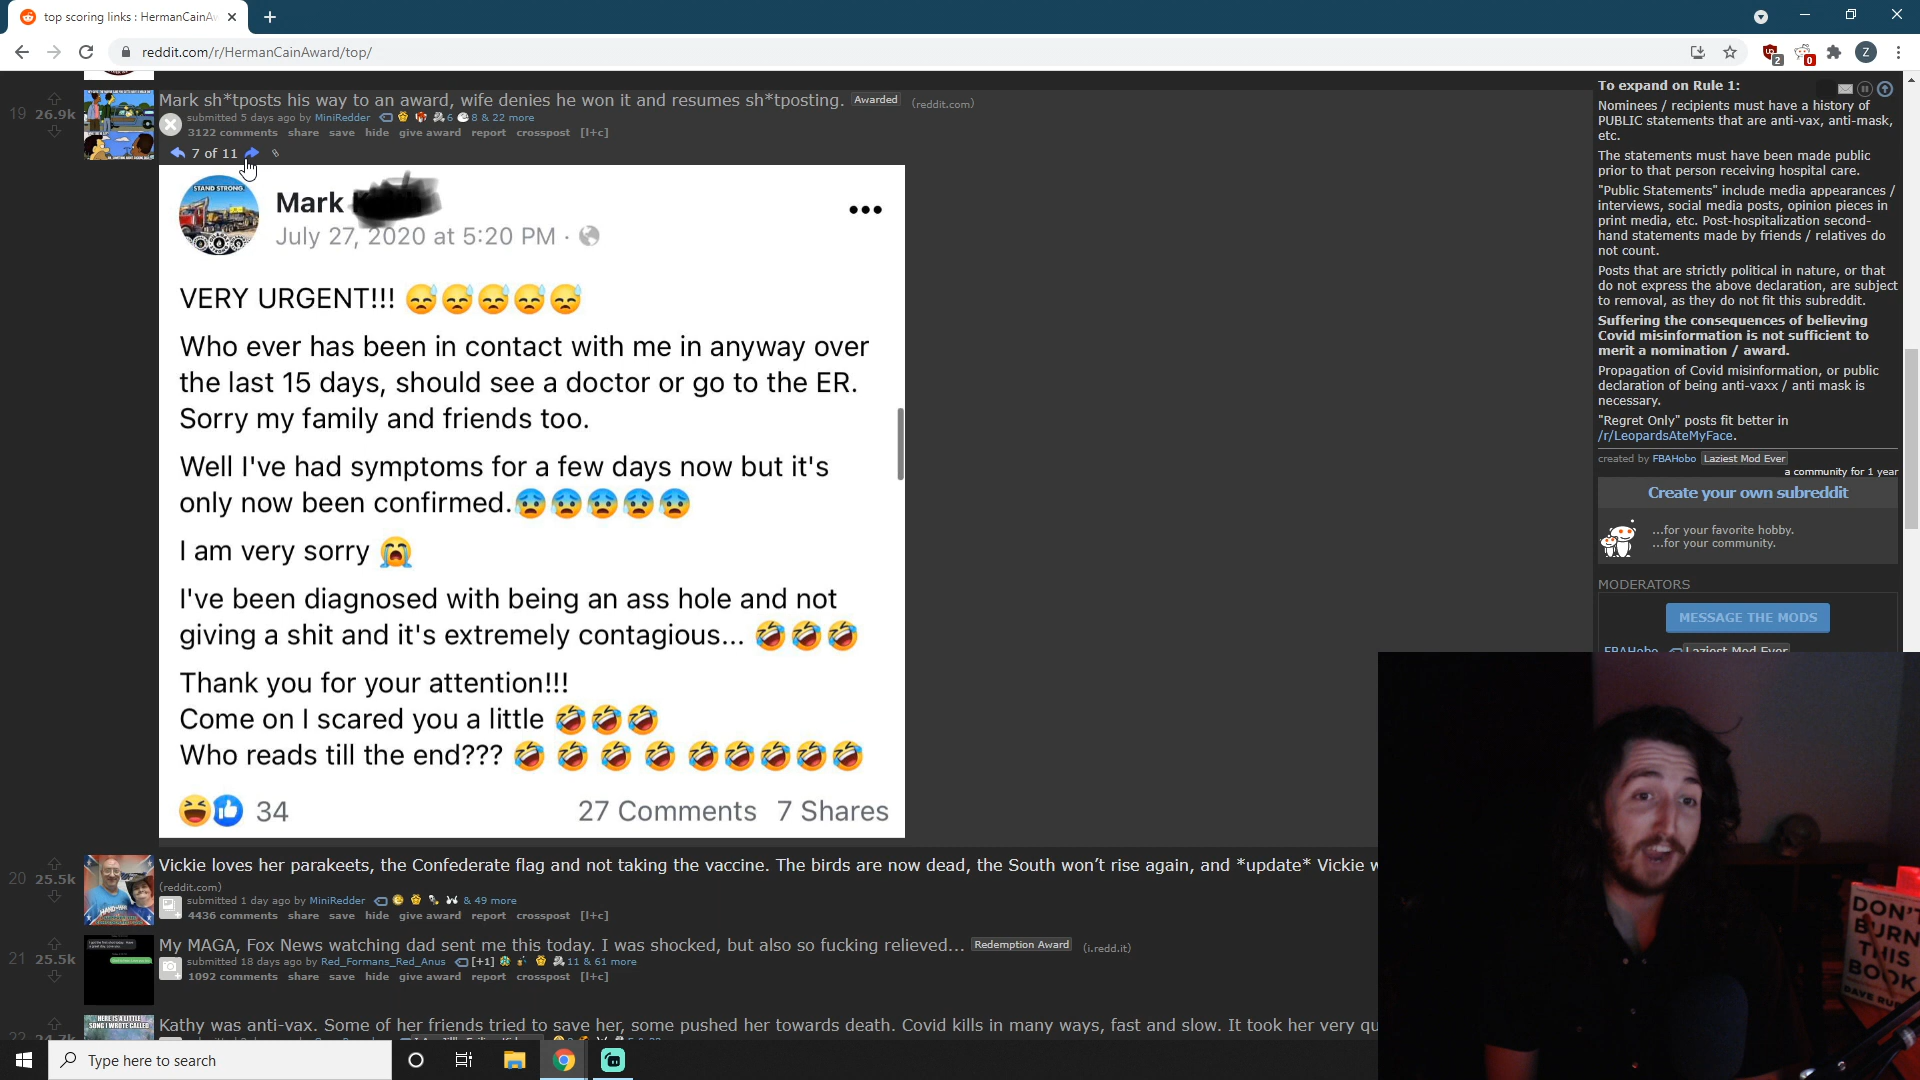 top scoring links : HermanCainAw
reddit.com/r/HermanCainAward/top/
2
0
Z
19
26.9k
Mark sh*tposts his way to an award, wife denies he won it and resumes sh*tposting. Awarded (reddit.com)
submitted 5 days ago by MiniRedder 6 8 & 22 more
3122 comments share save hide give award report crosspost [l+c]
7 of 11
STAND STRONG.
Mark
July 27, 2020 at 5:20 PM ·
VERY URGENT!!! 😓😓😓😓😓
Who ever has been in contact with me in anyway over
the last 15 days, should see a doctor or go to the ER.
Sorry my family and friends too.
Well I've had symptoms for a few days now but it's
only now been confirmed.😰😰😰😰😰
I am very sorry 😭
I've been diagnosed with being an ass hole and not
giving a shit and it's extremely contagious... 🤣🤣🤣
Thank you for your attention!!!
Come on I scared you a little 🤣🤣🤣
Who reads till the end??? 🤣 🤣 🤣 🤣 🤣🤣🤣🤣🤣
34
27 Comments 7 Shares
20
25.5k
Vickie loves her parakeets, the Confederate flag and not taking the vaccine. The birds are now dead, the South won't rise again, and *update* Vickie w
(reddit.com)
submitted 1 day ago by MiniRedder & 49 more
4436 comments share save hide give award report crosspost [l+c]
21
25.5k
My MAGA, Fox News watching dad sent me this today. I was shocked, but also so fucking relieved... Redemption Award (i.redd.it)
submitted 18 days ago by Red_Formans_Red_Anus [+1] 11 & 61 more
1092 comments share save hide give award report crosspost [l+c]
HERE IS A LITTLE
SONG I WROTE CALLED
22
Kathy was anti-vax. Some of her friends tried to save her, some pushed her towards death. Covid kills in many ways, fast and slow. It took her very qu
To expand on Rule 1:
Nominees / recipients must have a history of
PUBLIC statements that are anti-vax, anti-mask,
etc.
The statements must have been made public
prior to that person receiving hospital care.
"Public Statements" include media appearances /
interviews, social media posts, opinion pieces in
print media, etc. Post-hospitalization second-
hand statements made by friends / relatives do
not count.
Posts that are strictly political in nature, or that
do not express the above declaration, are subject
to removal, as they do not fit this subreddit.
Suffering the consequences of believing
Covid misinformation is not sufficient to
merit a nomination / award.
Propagation of Covid misinformation, or public
declaration of being anti-vaxx / anti mask is
necessary.
"Regret Only" posts fit better in
/r/LeopardsAteMyFace.
created by FBAHobo Laziest Mod Ever
a community for 1 year
Create your own subreddit
...for your favorite hobby.
...for your community.
MODERATORS
MESSAGE THE MODS
FBAHobo Laziest Mod Ever
DON'T
BURN
THIS
BOOK
DAVE RU
Type here to search